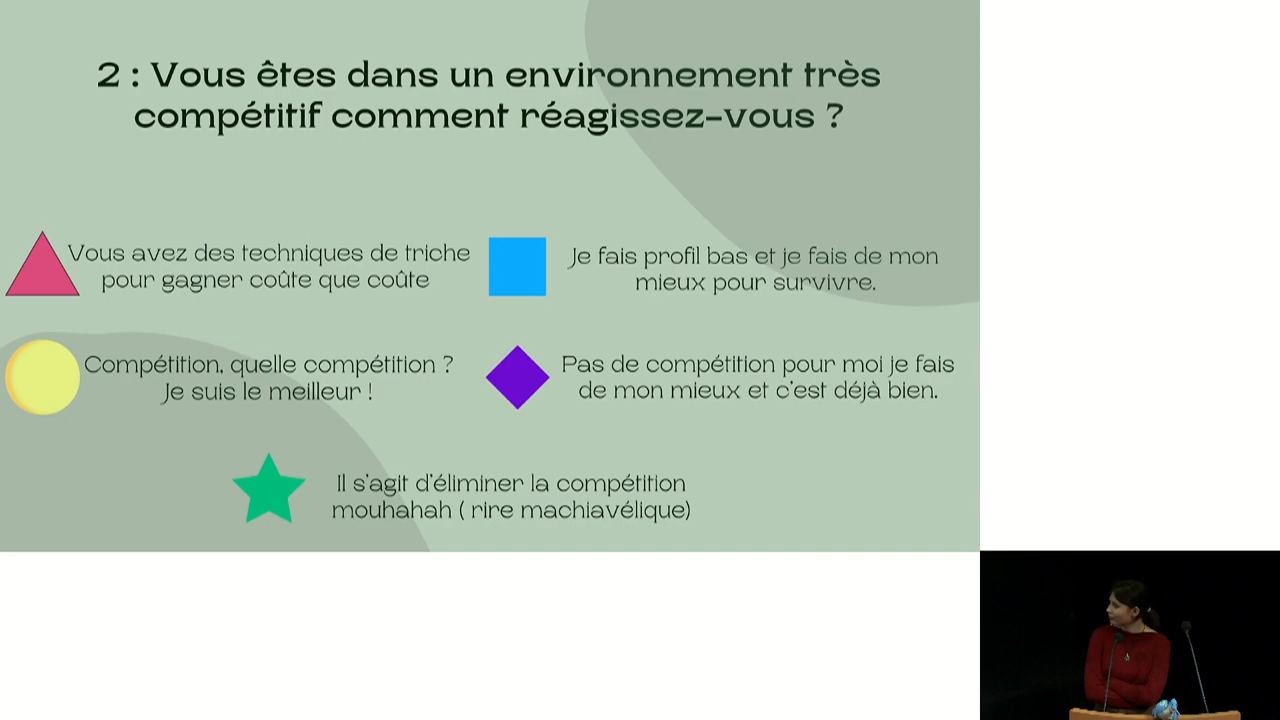 2 : Vous êtes dans un environnement très
compétitif comment réagissez-vous ?
Vous avez des techniques de triche
pour gagner coûte que coûte
Je fais profil bas et je fais de mon
mieux pour survivre.
Compétition, quelle compétition ?
Je suis le meilleur !
Pas de compétition pour moi je fais
de mon mieux et c'est déjà bien.
Il s'agit d'éliminer la compétition
mouhahah ( rire machiavélique)